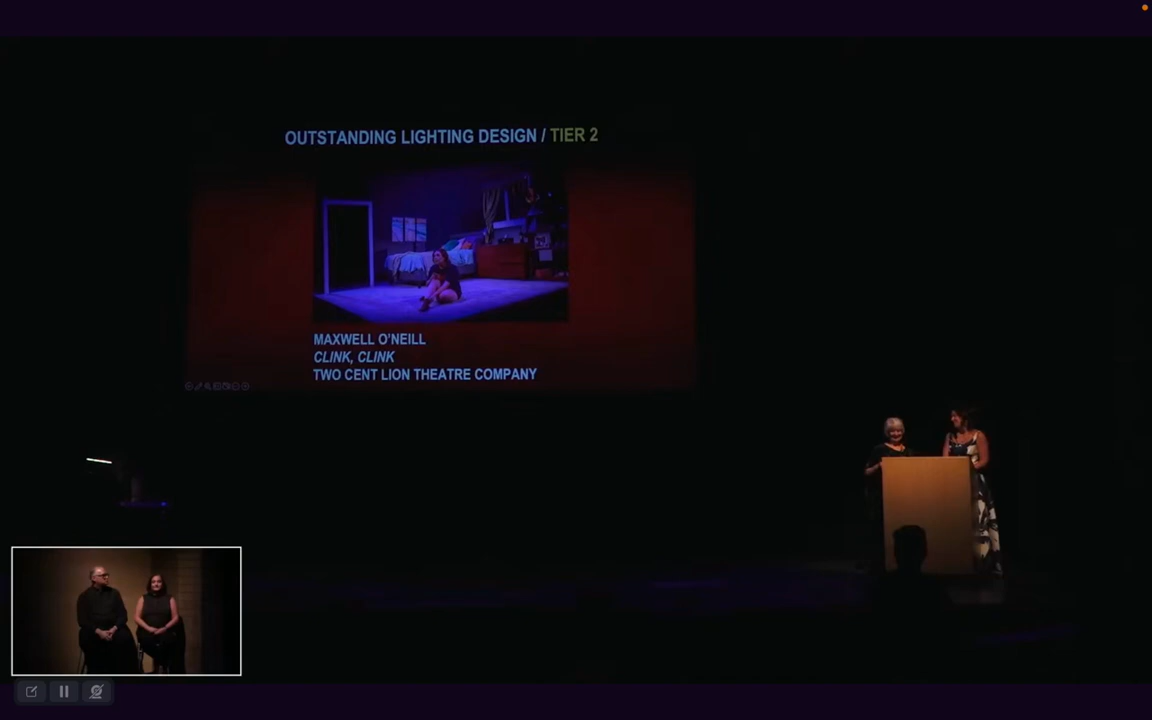 OUTSTANDING LIGHTING DESIGN / TIER 2
MAXWELL O'NEILL
CLINK, CLINK
TWO CENT LION THEATRE COMPANY